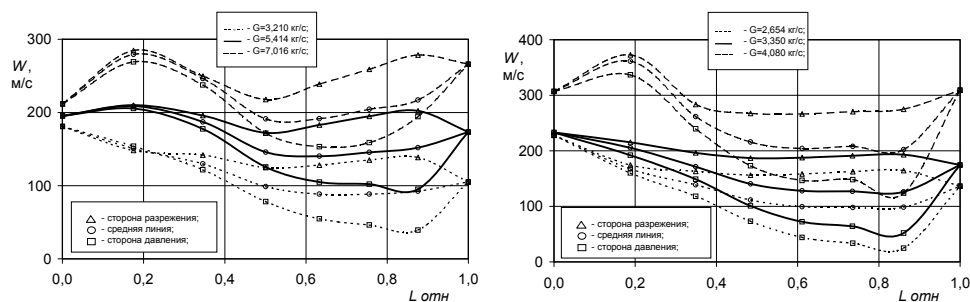 - G=3,210 кг/с;
- G=5,414 кг/с;
- G=7,016 кг/с;
300
W,
м/с
200
100
0
△ - сторона разрежения;
○ - средняя линия;
□ - сторона давления;
0,0 0,2 0,4 0,6 0,8 1,0
L отн
- G=2,654 кг/с;
- G=3,350 кг/с;
- G=4,080 кг/с;
400
W,
м/с
300
200
100
0
△ - сторона разрежения;
○ - средняя линия;
□ - сторона давления;
0,0 0,2 0,4 0,6 0,8 1,0
L отн